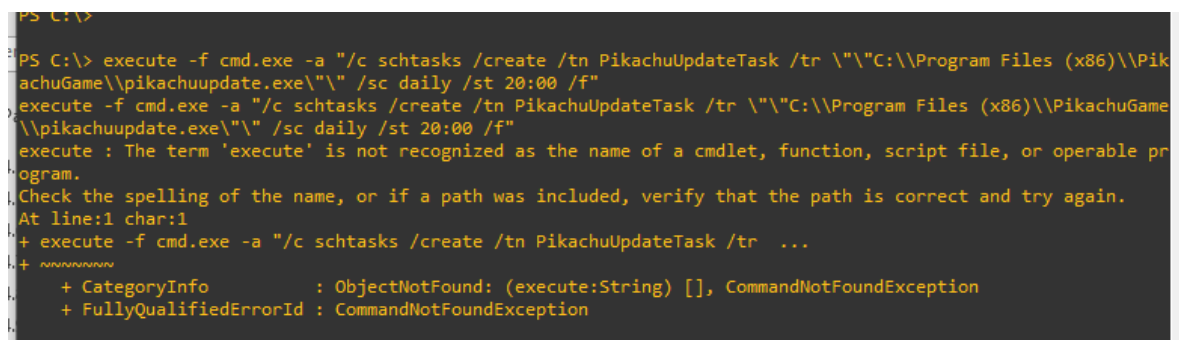 PS C:\>
PS C:\> execute -f cmd.exe -a "/c schtasks /create /tn PikachuUpdateTask /tr \"\"C:\\Program Files (x86)\\Pik
achuGame\\pikachuupdate.exe\"\" /sc daily /st 20:00 /f"
execute -f cmd.exe -a "/c schtasks /create /tn PikachuUpdateTask /tr \"\"C:\\Program Files (x86)\\PikachuGame
\\pikachuupdate.exe\"\" /sc daily /st 20:00 /f"
execute : The term 'execute' is not recognized as the name of a cmdlet, function, script file, or operable pr
ogram.
Check the spelling of the name, or if a path was included, verify that the path is correct and try again.
At line:1 char:1
+ execute -f cmd.exe -a "/c schtasks /create /tn PikachuUpdateTask /tr  ...
+ ~~~~~~~
    + CategoryInfo          : ObjectNotFound: (execute:String) [], CommandNotFoundException
    + FullyQualifiedErrorId : CommandNotFoundException